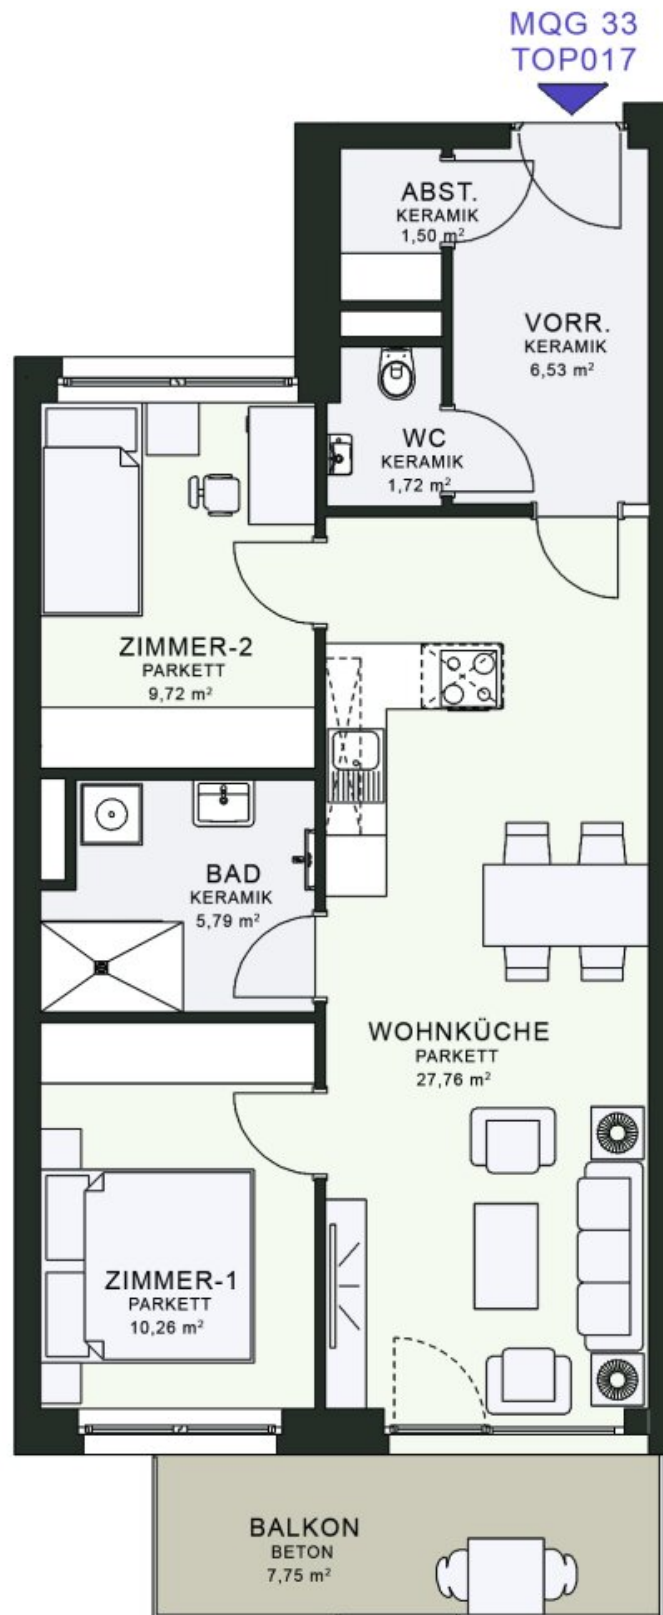 MQG 33
TOP017
ABST.
KERAMIK
1,50 m²
VORR.
KERAMIK
6,53 m²
WC
KERAMIK
1,72 m²
ZIMMER-2
PARKETT
9,72 m²
BAD
KERAMIK
5,79 m²
WOHNKÜCHE
PARKETT
27,76 m²
ZIMMER-1
PARKETT
10,26 m²
BALKON
BETON
7,75 m²